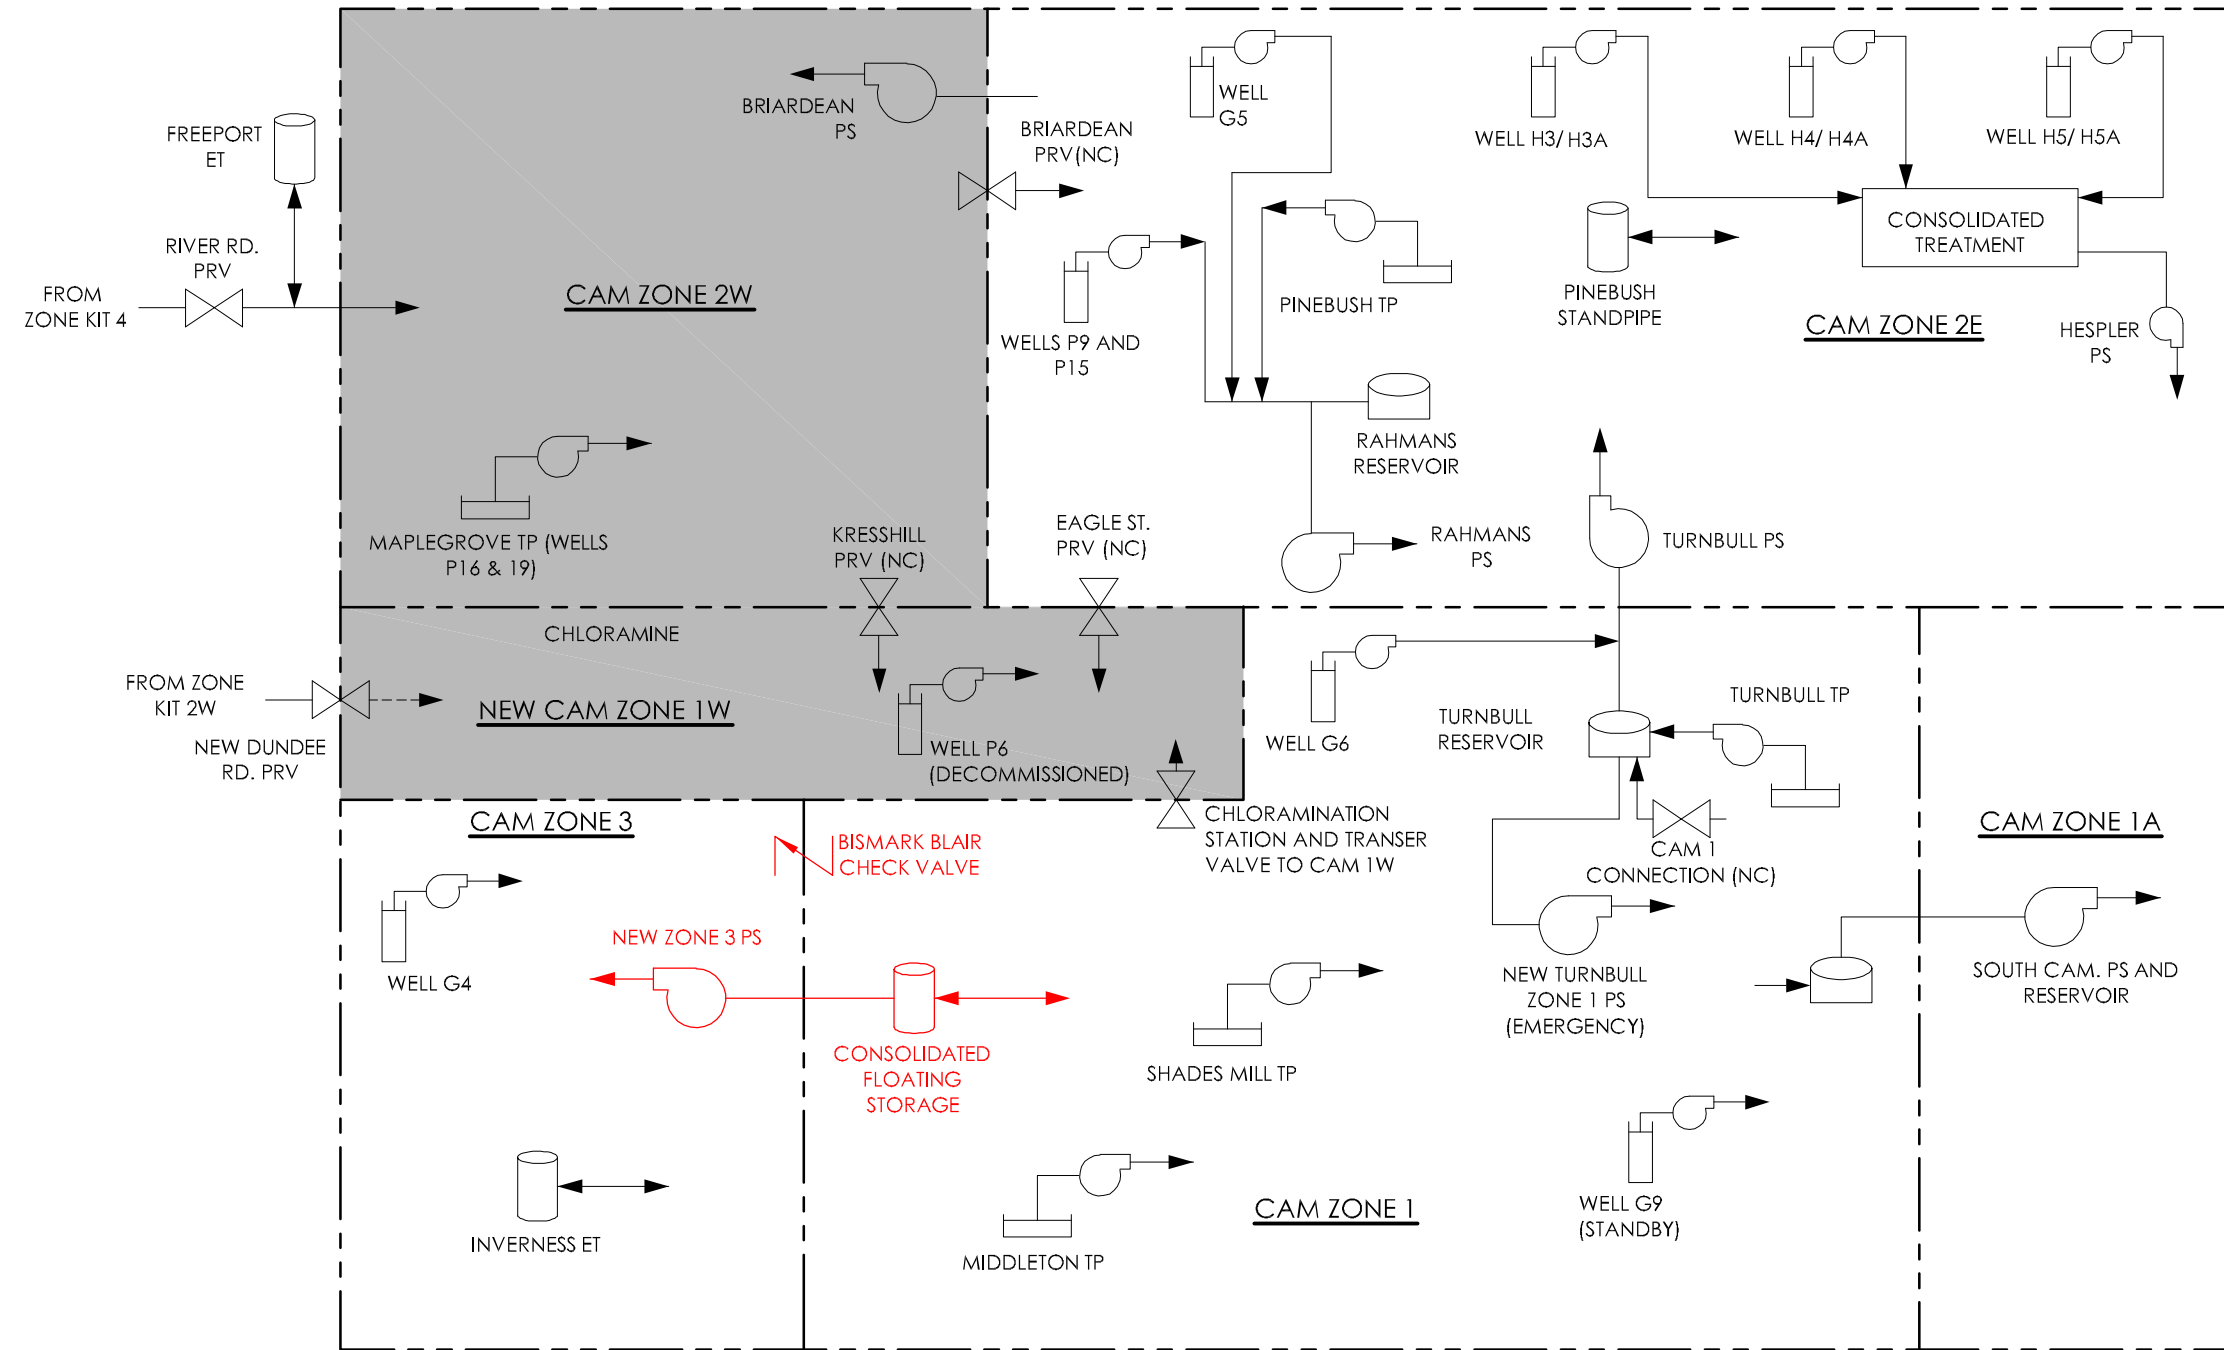 BRIARDEAN
PS
BRIARDEAN
PRV(NC)
WELL
G5
WELL H3/ H3A
WELL H4/ H4A
WELL H5/ H5A
FREEPORT
ET
RIVER RD.
PRV
FROM
ZONE KIT 4
CAM ZONE 2W
WELLS P9 AND
P15
PINEBUSH TP
PINEBUSH
STANDPIPE
CONSOLIDATED
TREATMENT
CAM ZONE 2E
HESPLER
PS
RAHMANS
RESERVOIR
MAPLEGROVE TP (WELLS
P16 & 19)
KRESSHILL
PRV (NC)
EAGLE ST.
PRV (NC)
RAHMANS
PS
TURNBULL PS
CHLORAMINE
FROM ZONE
KIT 2W
NEW DUNDEE
RD. PRV
NEW CAM ZONE 1W
WELL P6
(DECOMMISSIONED)
WELL G6
TURNBULL
RESERVOIR
TURNBULL TP
CAM ZONE 3
BISMARK BLAIR
CHECK VALVE
CHLORAMINATION
STATION AND TRANSER
VALVE TO CAM 1W
CAM 1
CONNECTION (NC)
CAM ZONE 1A
WELL G4
NEW ZONE 3 PS
CONSOLIDATED
FLOATING
STORAGE
SHADES MILL TP
NEW TURNBULL
ZONE 1 PS
(EMERGENCY)
SOUTH CAM. PS AND
RESERVOIR
INVERNESS ET
MIDDLETON TP
CAM ZONE 1
WELL G9
(STANDBY)